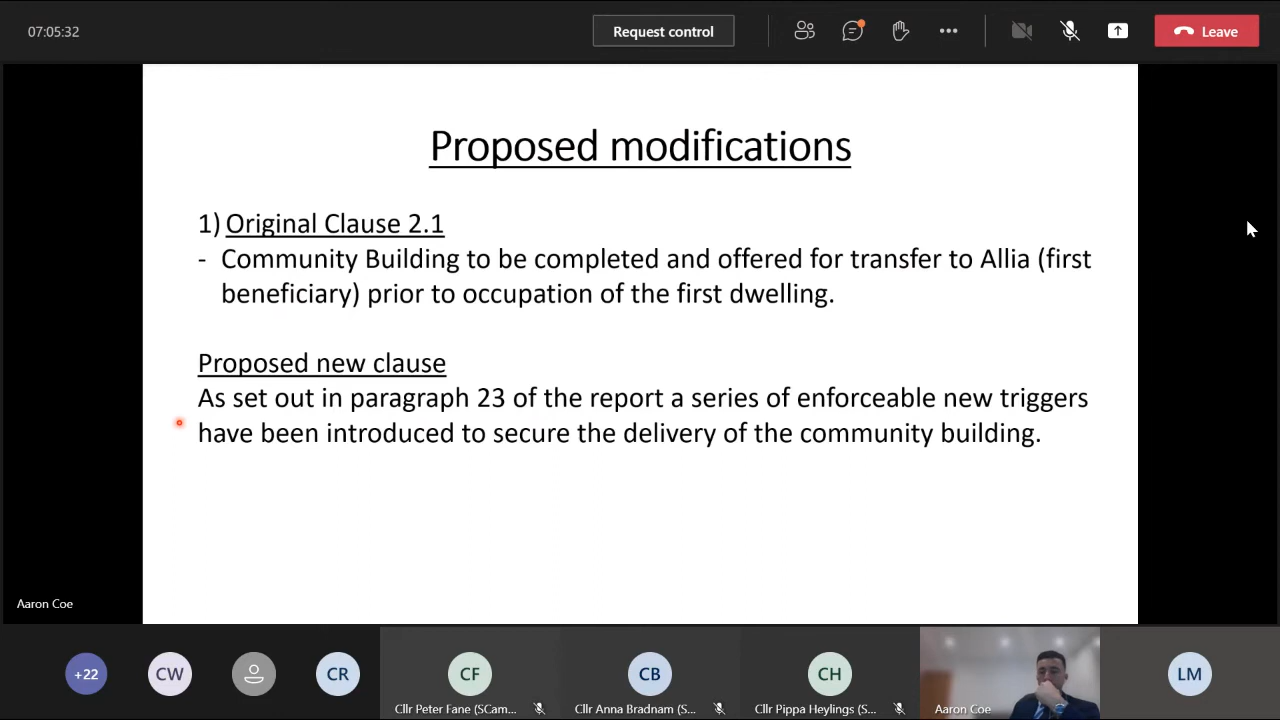 07:05:32
Request control
Leave
Proposed modifications
1) Original Clause 2.1
- Community Building to be completed and offered for transfer to Allia (first
beneficiary) prior to occupation of the first dwelling.
Proposed new clause
As set out in paragraph 23 of the report a series of enforceable new triggers
have been introduced to secure the delivery of the community building.
Aaron Coe
+22
CW
CR
CF
CB
CH
LM
Cllr Peter Fane (SCam...
Cllr Anna Bradnam (S...
Cllr Pippa Heylings (S...
Aaron Coe